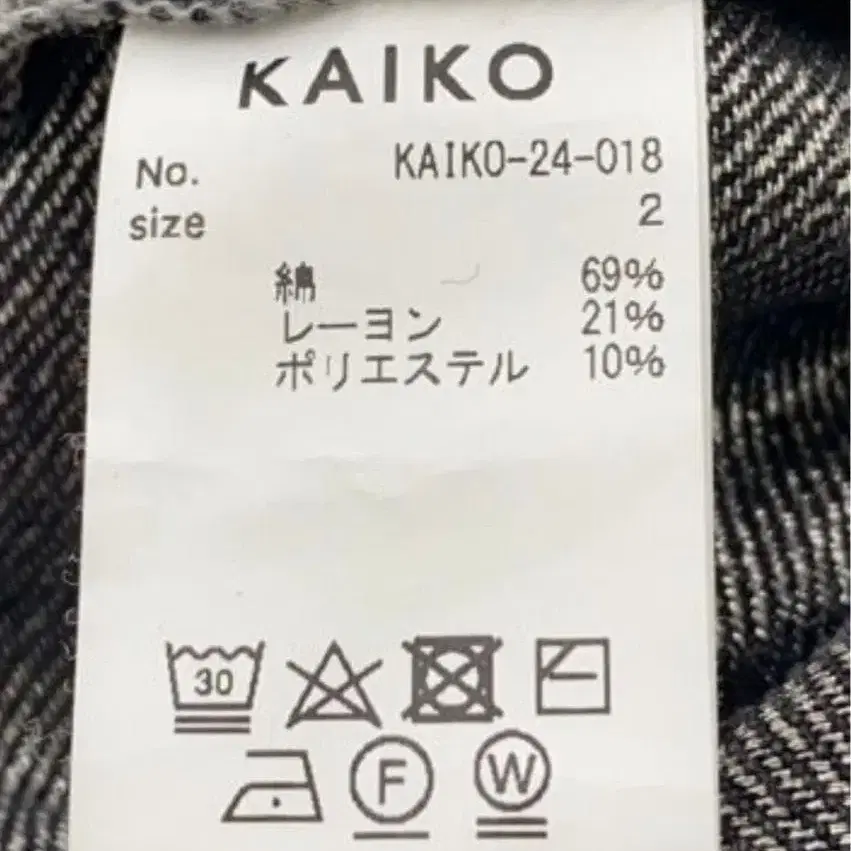 KAIKO
No. KAIKO-24-018
size 2
綿 69%
レーヨン 21%
ポリエステル 10%
30
F W